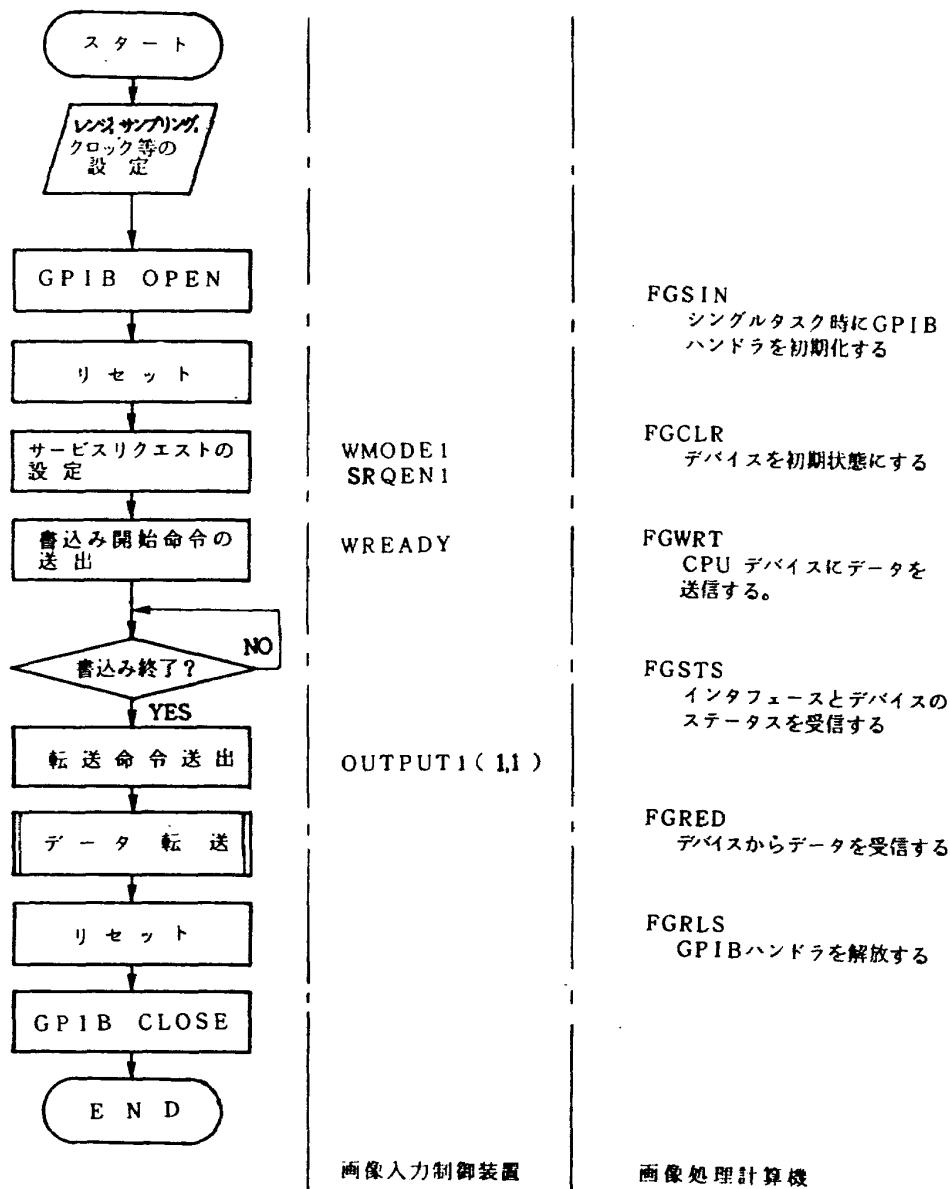 スタート
レンジ、サンプリング、
クロック等の
設定
GPIB OPEN
リセット
サービスリクエストの
設定
書込み開始命令の
送出
NO
書込み終了?
YES
転送命令送出
データ転送
リセット
GPIB CLOSE
END
WMODE1
SRQEN1
WREADY
OUTPUT1(1,1)
画像入力制御装置
FGSIN
シングルタスク時にGPIB
ハンドラを初期化する
FGCLR
デバイスを初期状態にする
FGWRT
CPU デバイスにデータを
送信する。
FGSTS
インタフェースとデバイスの
ステータスを受信する
FGRED
デバイスからデータを受信する
FGRLS
GPIBハンドラを解放する
画像処理計算機